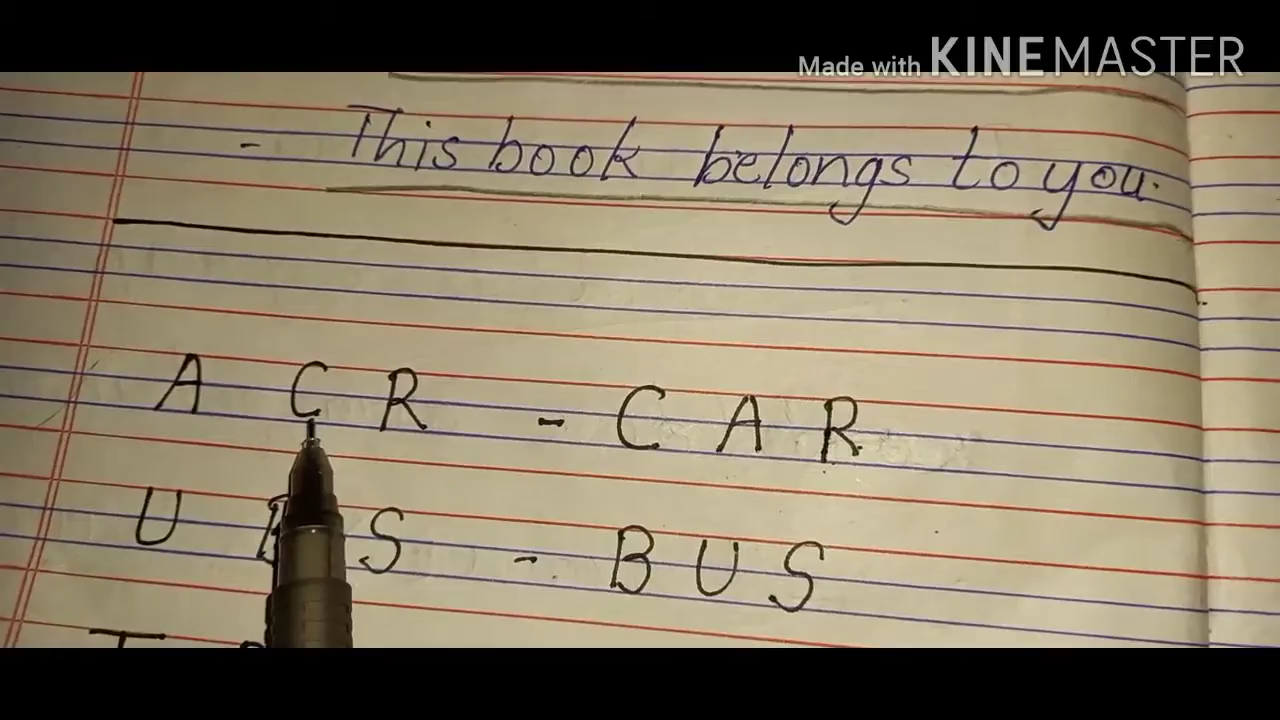 Made with KINEMASTER
- This book belongs to you.
A C R - C A R
U S - B U S